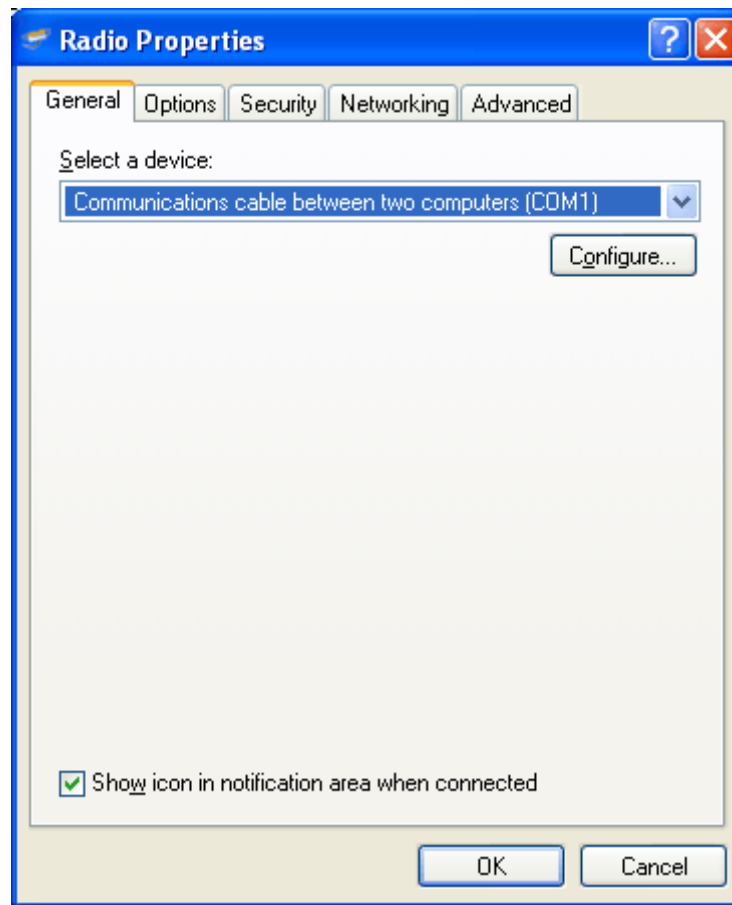 Radio Properties
General Options Security Networking Advanced
Select a device:
Communications cable between two computers (COM1)
Configure...
Show icon in notification area when connected
OK Cancel